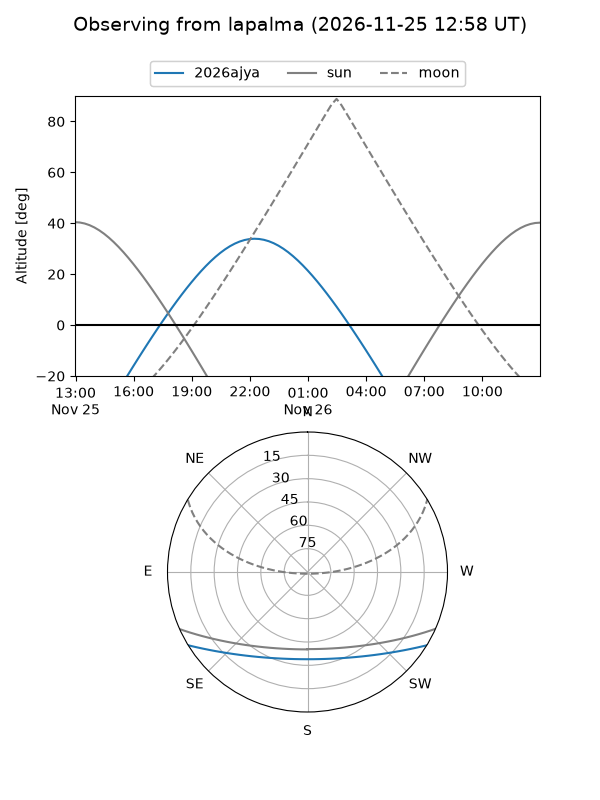 Observing from lapalma (2026-11-25 12:58 UT)
2026ajya sun moon
Altitude [deg]
80
60
40
20
0
−20
13:00 16:00 19:00 22:00 01:00 04:00 07:00 10:00
Nov 25 Nov 26
N
NE NW
15
30
45
60
75
E W
SE SW
S